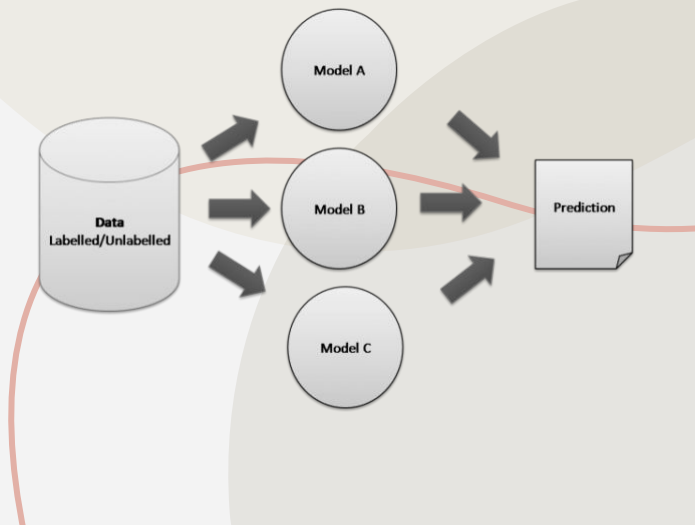 Model A
Data
Labelled/Unlabelled
Model B
Prediction
Model C